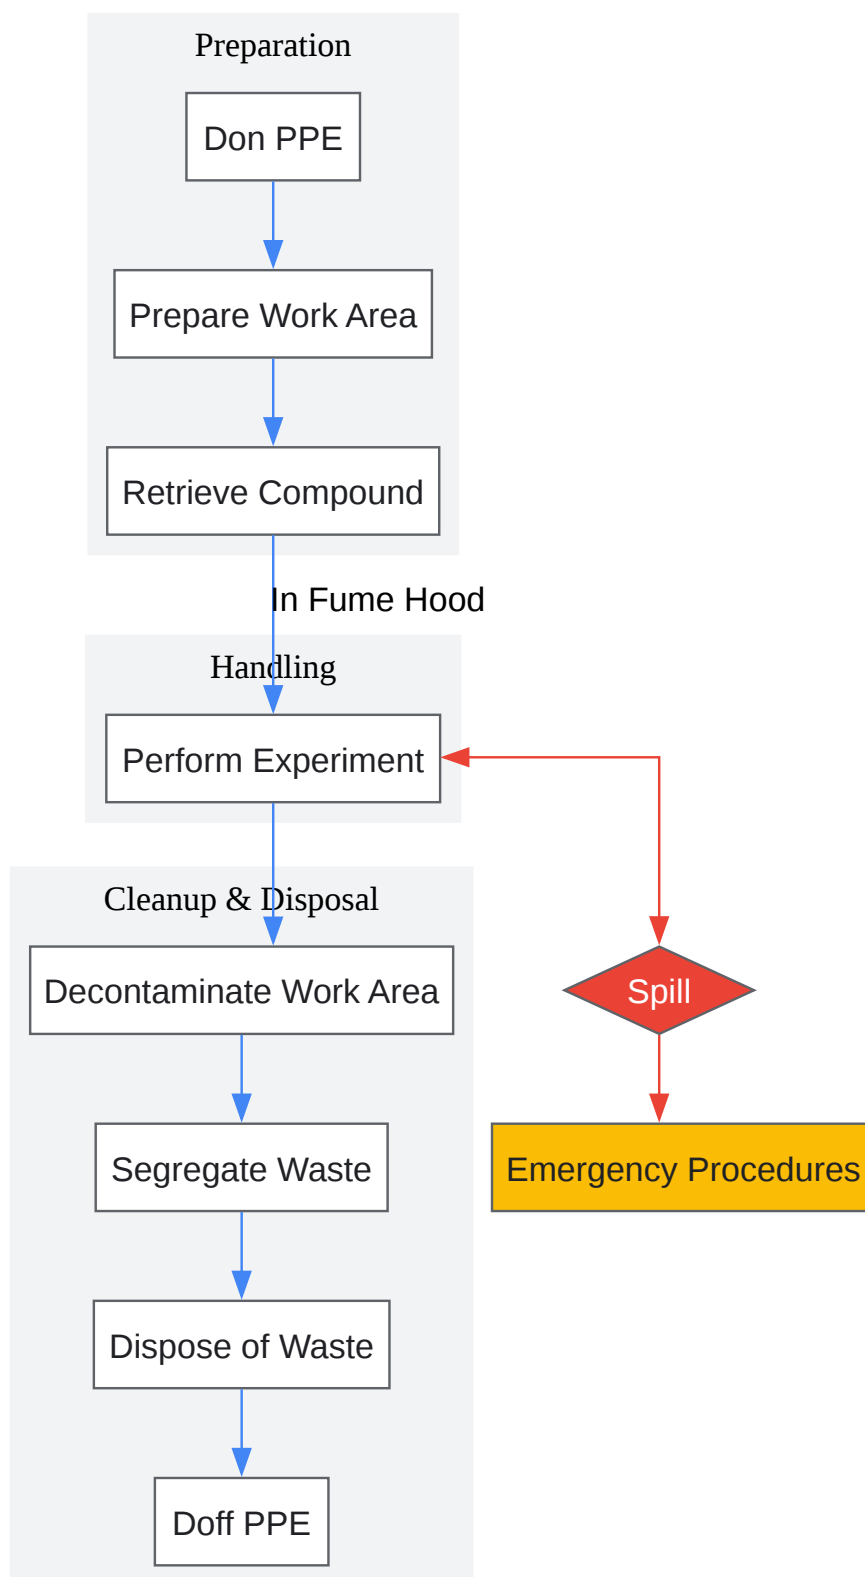 Preparation
Don PPE
Prepare Work Area
Retrieve Compound
In Fume Hood
Handling
Perform Experiment
Cleanup & Disposal
Decontaminate Work Area
Spill
Segregate Waste
Emergency Procedures
Dispose of Waste
Doff PPE